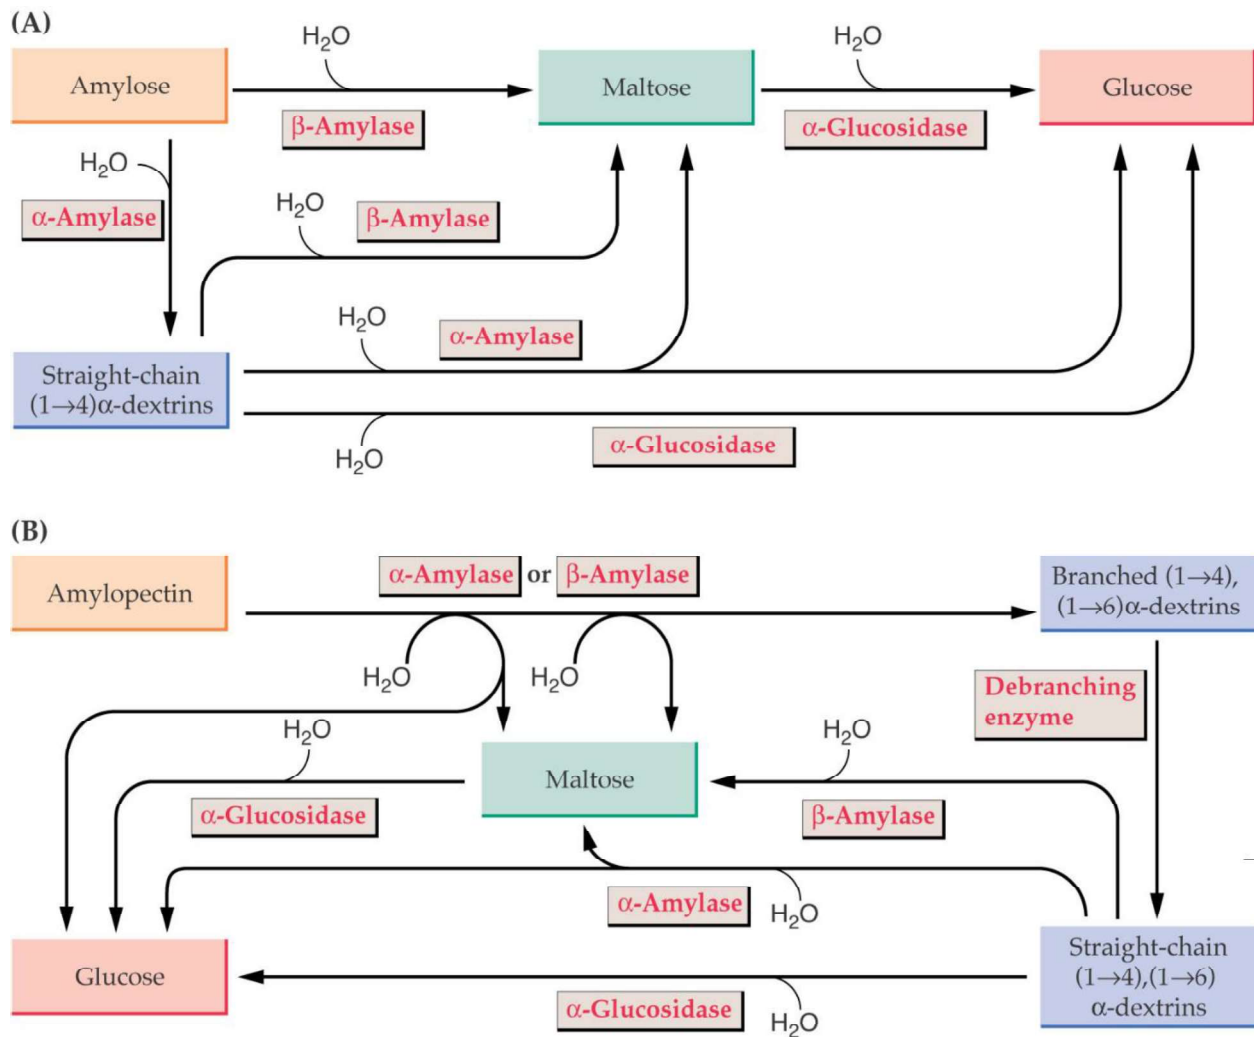 (A)
H₂O
H₂O
Amylose
Maltose
Glucose
β-Amylase
α-Glucosidase
H₂O
α-Amylase
H₂O
β-Amylase
H₂O
α-Amylase
Straight-chain
(1→4)α-dextrins
H₂O
α-Glucosidase
(B)
Amylopectin
α-Amylase or β-Amylase
Branched (1→4),
(1→6)α-dextrins
H₂O
H₂O
Debranching
enzyme
H₂O
H₂O
Maltose
α-Glucosidase
β-Amylase
α-Amylase
H₂O
Glucose
Straight-chain
(1→4),(1→6)
α-dextrins
α-Glucosidase
H₂O